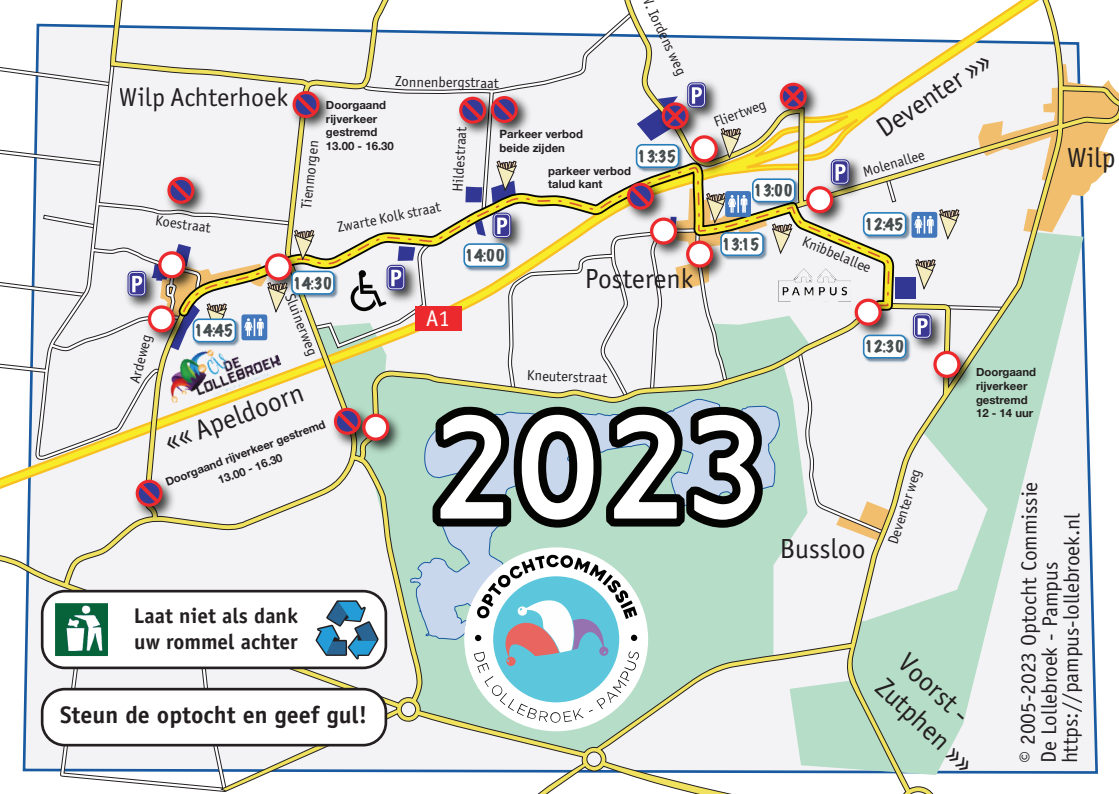 W. Iordens weg
Zonnenbergstraat
Wilp Achterhoek
Doorgaand
rijverkeer
gestremd
13.00 - 16.30
Tienmorgen
Hildestraat
Parkeer verbod
beide zijden
parkeer verbod
talud kant
P
Fliertweg
13:35
Deventer »»
Wilp
Molenallee
P
13:00
12:45
Koestraat
Zwarte Kolk straat
P
14:00
13:15
Knibbelallee
Posterenk
PAMPUS
P
P
14:30
14:45
Sluinerweg
Ardeweg
A1
P
12:30
CV DE
LOLLEBROEK
«« Apeldoorn
Kneuterstraat
Doorgaand
rijverkeer
gestremd
12 - 14 uur
Doorgaand rijverkeer gestremd
13.00 - 16.30
2023
Deventer weg
Bussloo
OPTOCHTCOMMISSIE
• DE LOLLEBROEK - PAMPUS •
Laat niet als dank
uw rommel achter
Steun de optocht en geef gul!
Voorst -
Zutphen »»
© 2005-2023 Optocht Commissie
De Lollebroek - Pampus
https://pampus-lollebroek.nl